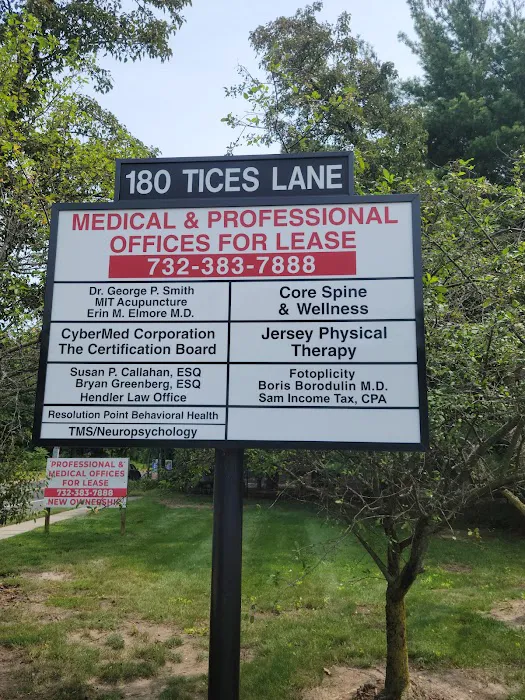 180 TICES LANE
MEDICAL & PROFESSIONAL
OFFICES FOR LEASE
732-383-7888
Dr. George P. Smith
MIT Acupuncture
Erin M. Elmore M.D.
Core Spine
& Wellness
CyberMed Corporation
The Certification Board
Jersey Physical
Therapy
Susan P. Callahan, ESQ
Bryan Greenberg, ESQ
Hendler Law Office
Fotoplicity
Boris Borodulin M.D.
Sam Income Tax, CPA
Resolution Point Behavioral Health
TMS/Neuropsychology
PROFESSIONAL &
MEDICAL OFFICES
FOR LEASE
732-383-7888
NEW OWNERSHIP